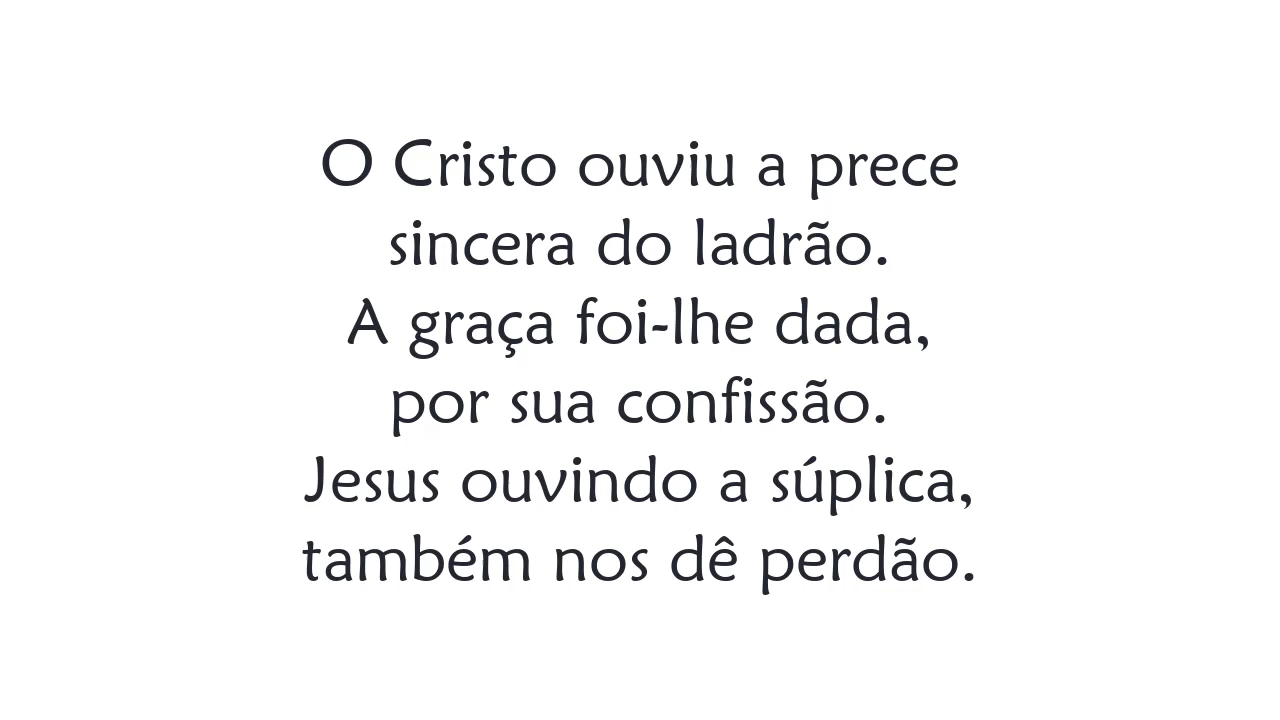 O Cristo ouviu a prece
sincera do ladrão.
A graça foi-lhe dada,
por sua confissão.
Jesus ouvindo a súplica,
também nos dê perdão.